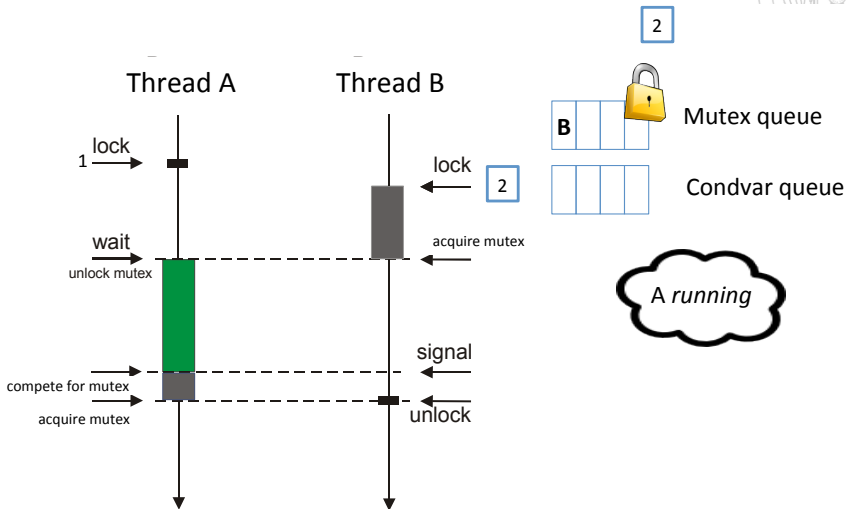 2
Thread A
Thread B
B
Mutex queue
1 lock
lock
2
Condvar queue
wait
unlock mutex
acquire mutex
A running
signal
compete for mutex
acquire mutex
unlock